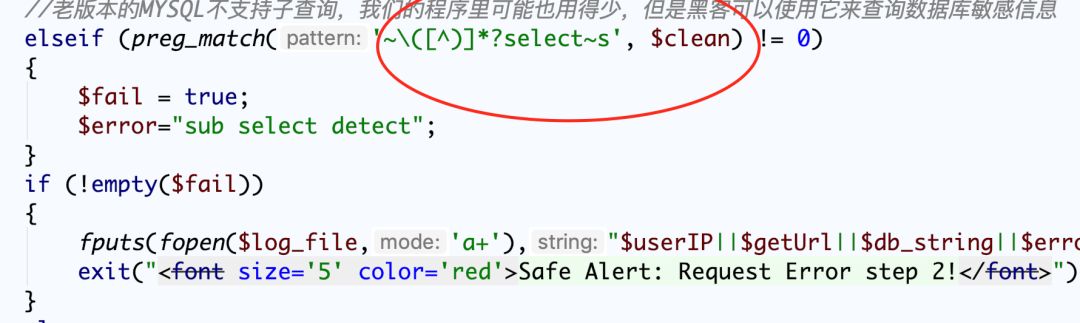 //老版本的MYSQL不支持子查询，我们的程序里可能也用得少，但是黑客可以使用它来查询数据库敏感信息
elseif (preg_match( pattern: '~\([^)]*?select~s', $clean) != 0)
{
$fail = true;
$error="sub select detect";
}
if (!empty($fail))
{
fputs(fopen($log_file, mode: 'a+'), string: "$userIP||$getUrl||$db_string||$erro
exit("<font size='5' color='red'>Safe Alert: Request Error step 2!</font>")
}